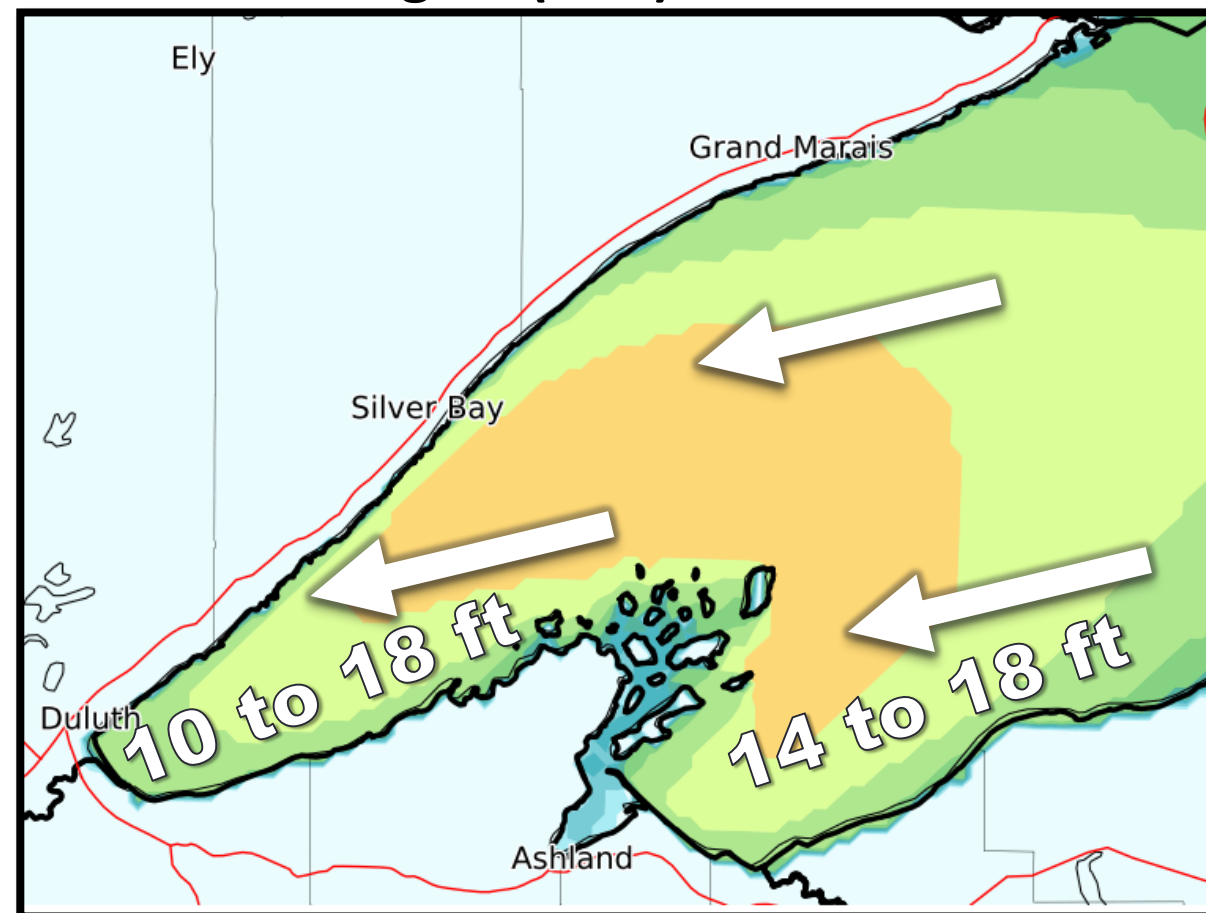 Ely
Grand Marais
Silver Bay
10 to 18 ft
14 to 18 ft
Duluth
Ashland